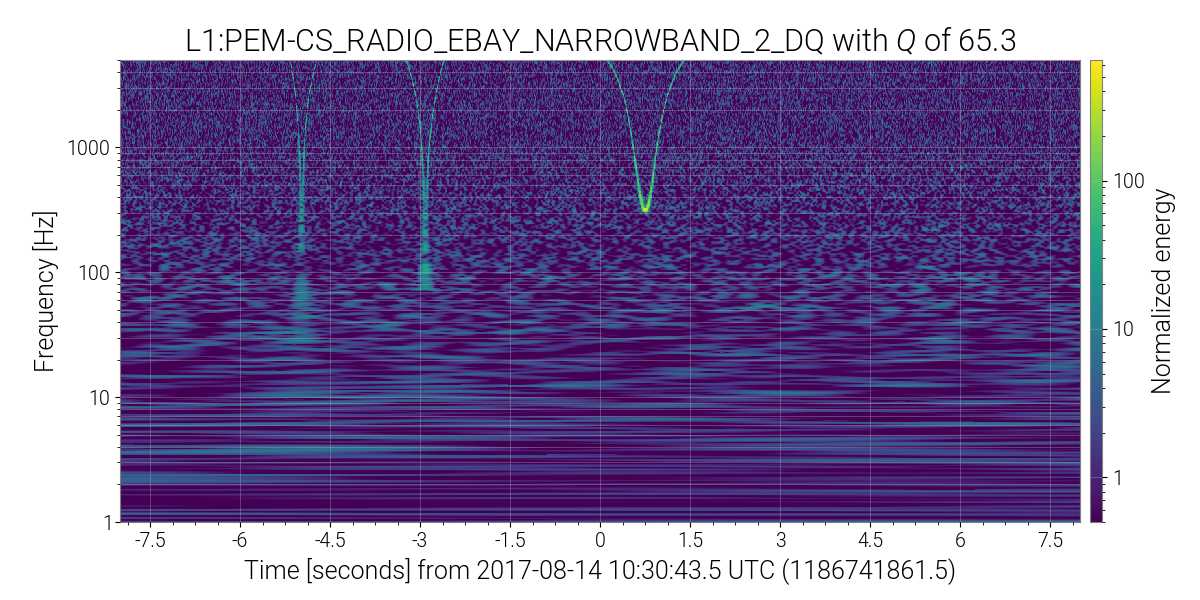 L1:PEM-CS_RADIO_EBAY_NARROWBAND_2_DQ with Q of 65.3
1000
100
10
1
Frequency [Hz]
-7.5 -6 -4.5 -3 -1.5 0 1.5 3 4.5 6 7.5
Time [seconds] from 2017-08-14 10:30:43.5 UTC (1186741861.5)
100
10
1
Normalized energy